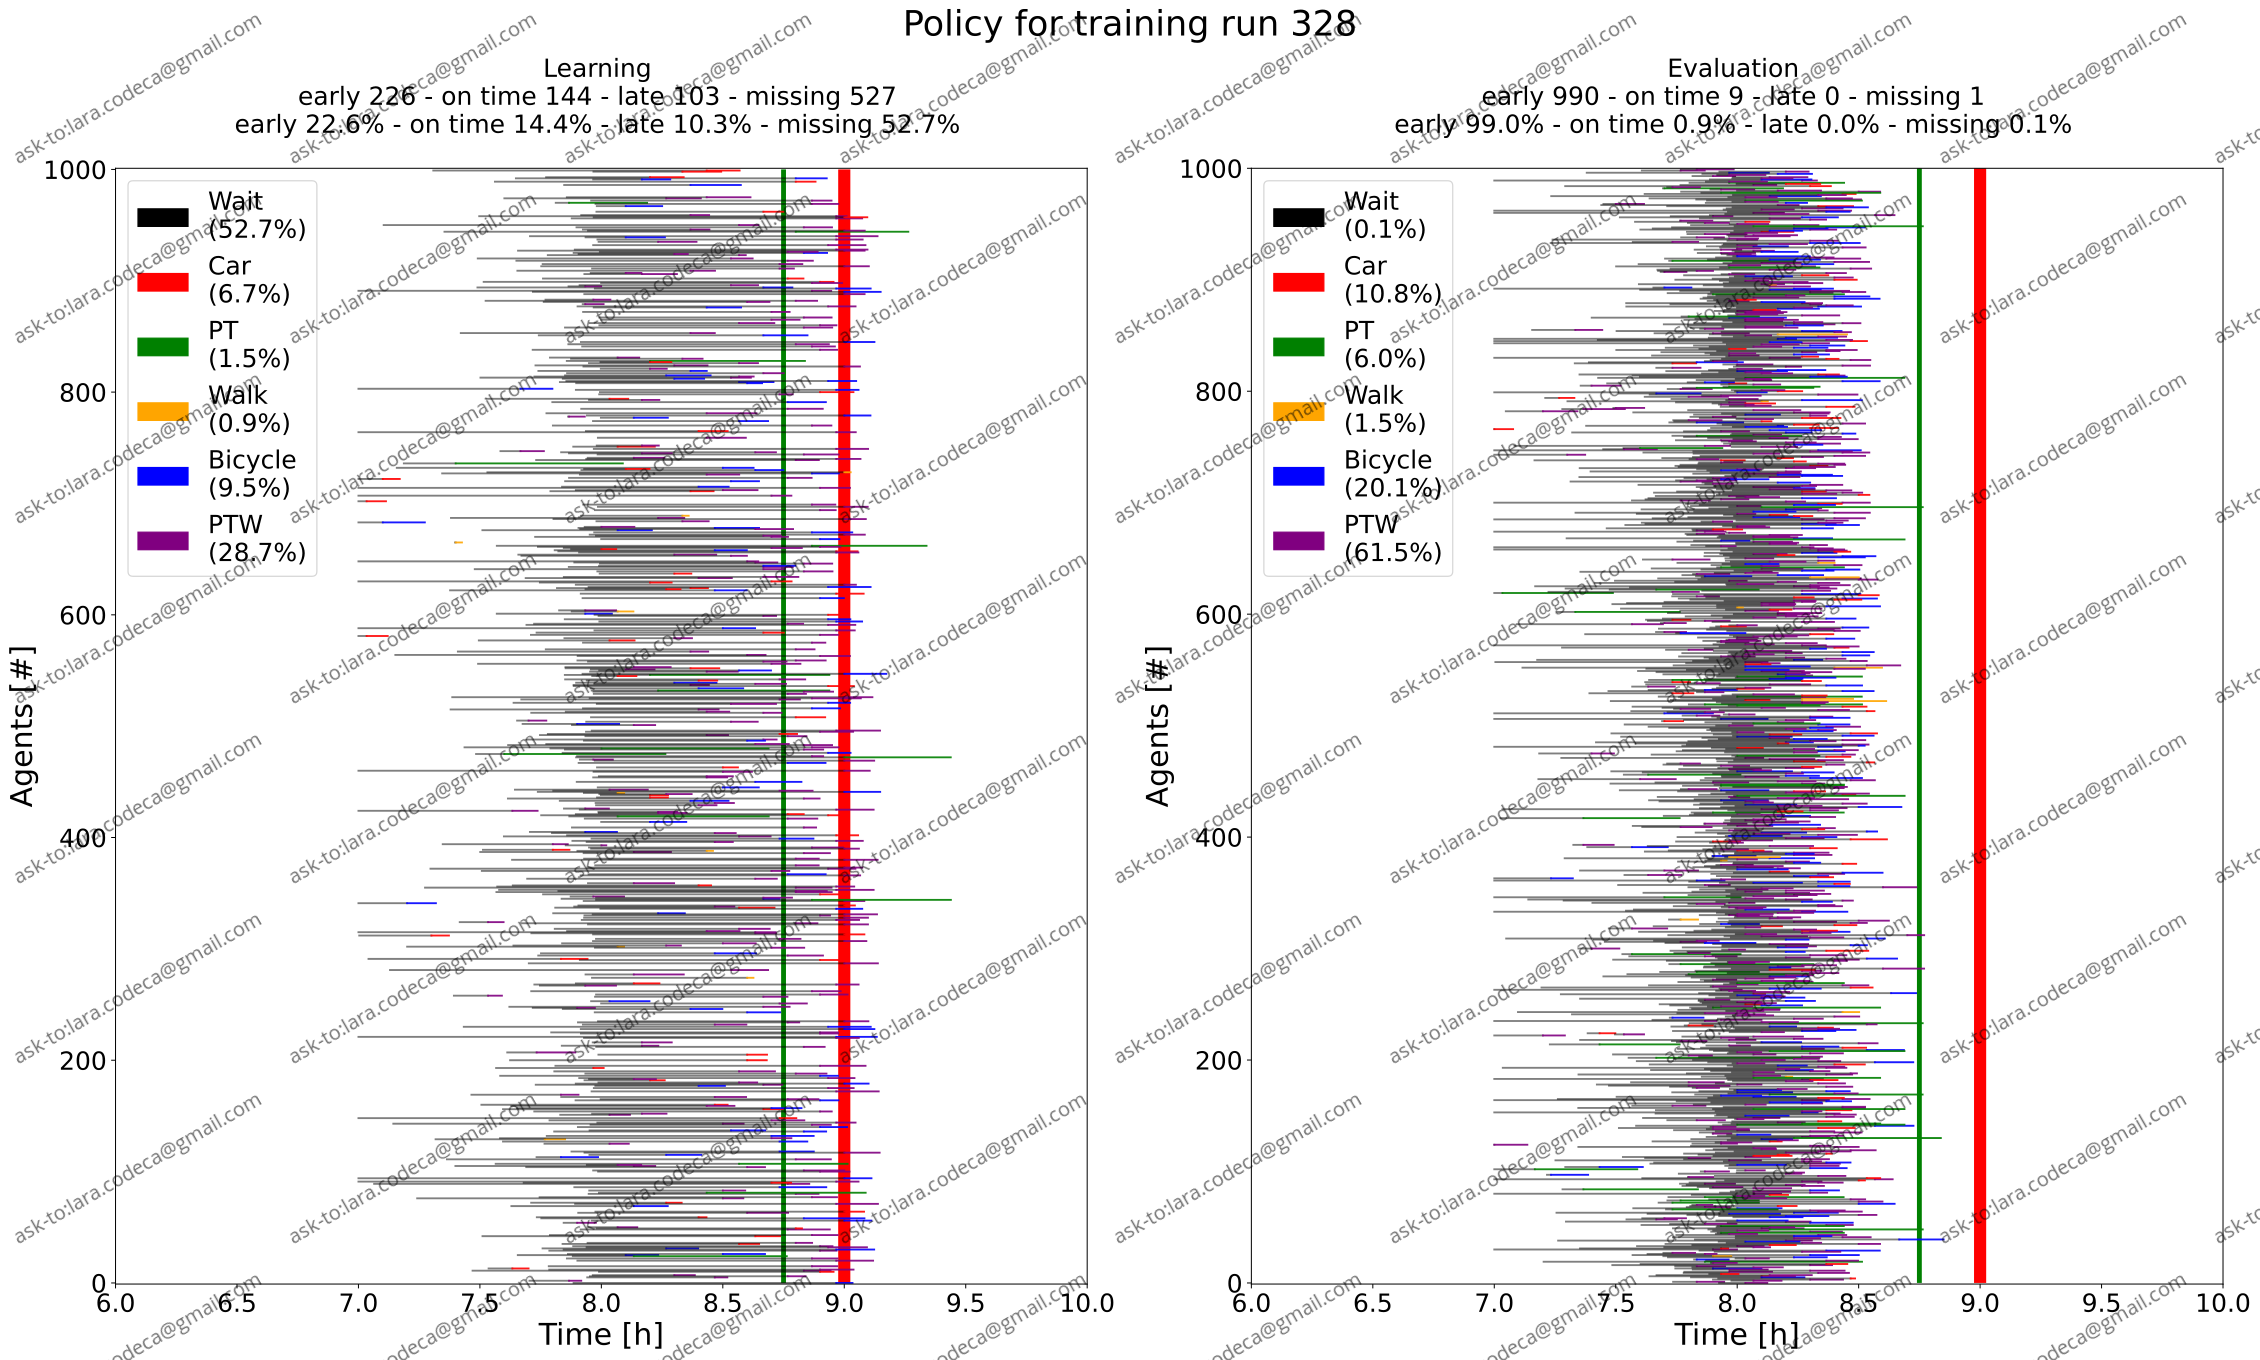 Policy for training run 328
Learning
early 226 - on time 144 - late 103 - missing 527
early 22.6% - on time 14.4% - late 10.3% - missing 52.7%
Evaluation
early 990 - on time 9 - late 0 - missing 1
early 99.0% - on time 0.9% - late 0.0% - missing 0.1%
Wait
(52.7%)
Car
(6.7%)
PT
(1.5%)
Walk
(0.9%)
Bicycle
(9.5%)
PTW
(28.7%)
1000
800
600
400
200
0
Agents [#]
6.0 6.5 7.0 7.5 8.0 8.5 9.0 9.5 10.0
Time [h]
Wait
(0.1%)
Car
(10.8%)
PT
(6.0%)
Walk
(1.5%)
Bicycle
(20.1%)
PTW
(61.5%)
1000
800
600
400
200
0
Agents [#]
6.0 6.5 7.0 7.5 8.0 8.5 9.0 9.5 10.0
Time [h]
ask-to:lara.codeca@gmail.com